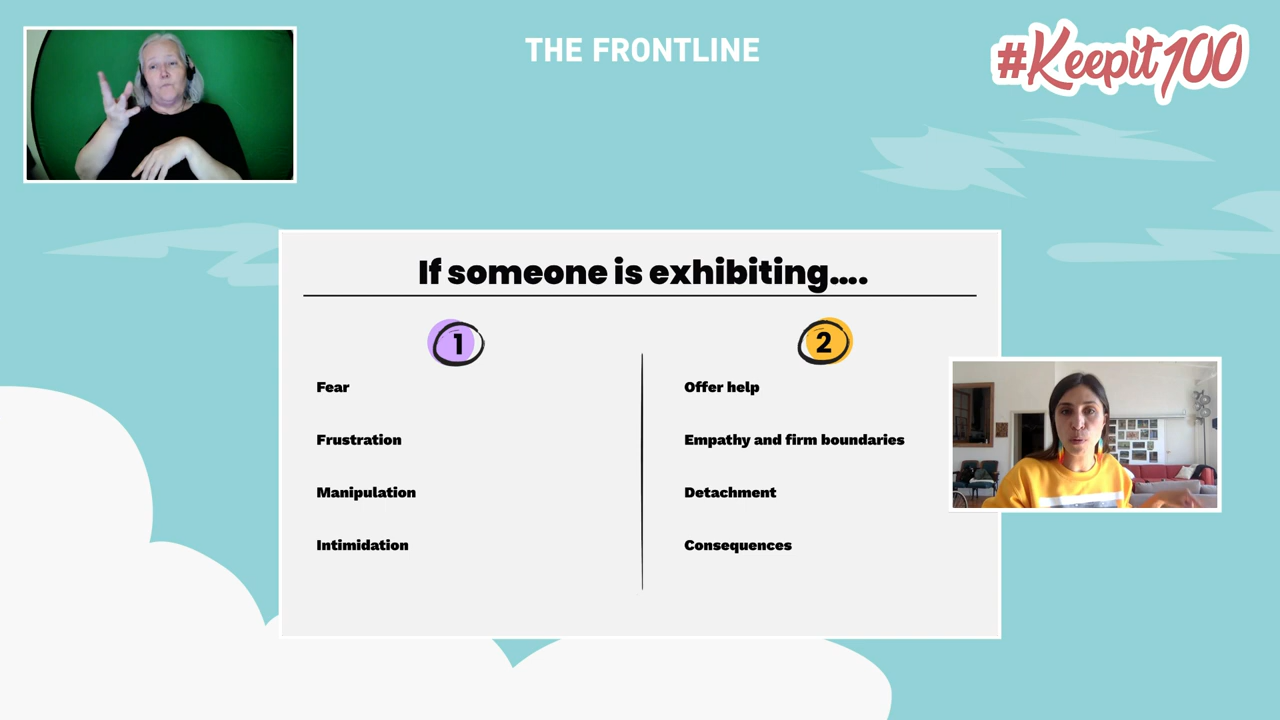 THE FRONTLINE
#Keepit100
If someone is exhibiting....
1
2
Fear
Offer help
Frustration
Empathy and firm boundaries
Manipulation
Detachment
Intimidation
Consequences